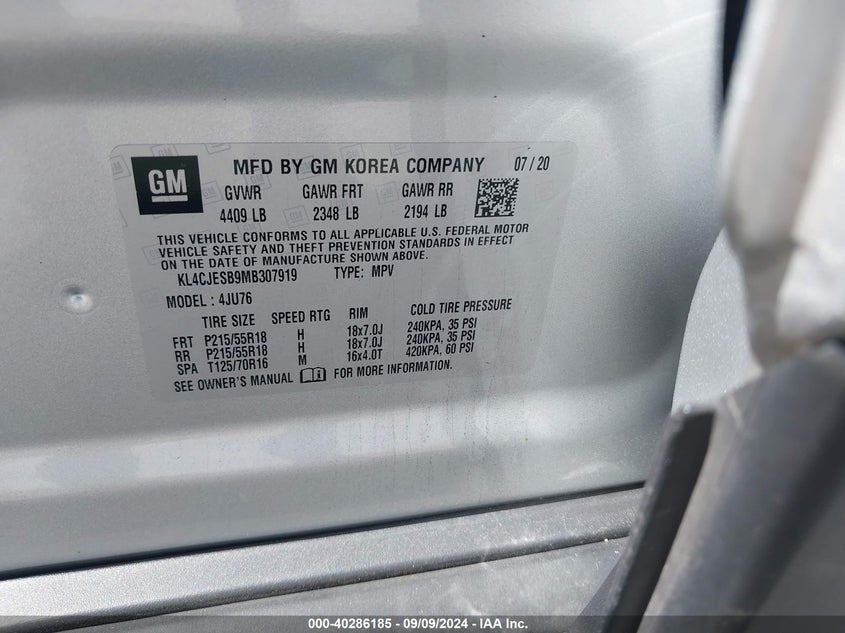 GM
MFD BY GM KOREA COMPANY 07/20
GVWR GAWR FRT GAWR RR
4409 LB 2348 LB 2194 LB
THIS VEHICLE CONFORMS TO ALL APPLICABLE U.S. FEDERAL MOTOR
VEHICLE SAFETY AND THEFT PREVENTION STANDARDS IN EFFECT
ON THE DATE OF MANUFACTURE SHOWN ABOVE.
KL4CJESB9MB307919 TYPE: MPV
MODEL : 4JU76
TIRE SIZE SPEED RTG RIM COLD TIRE PRESSURE
FRT P215/55R18 H 18x7.0J 240KPA, 35 PSI
RR P215/55R18 H 18x7.0J 240KPA, 35 PSI
SPA T125/70R16 M 16x4.0T 420KPA, 60 PSI
SEE OWNER'S MANUAL FOR MORE INFORMATION.
000-40286185 - 09/09/2024 - IAA Inc.